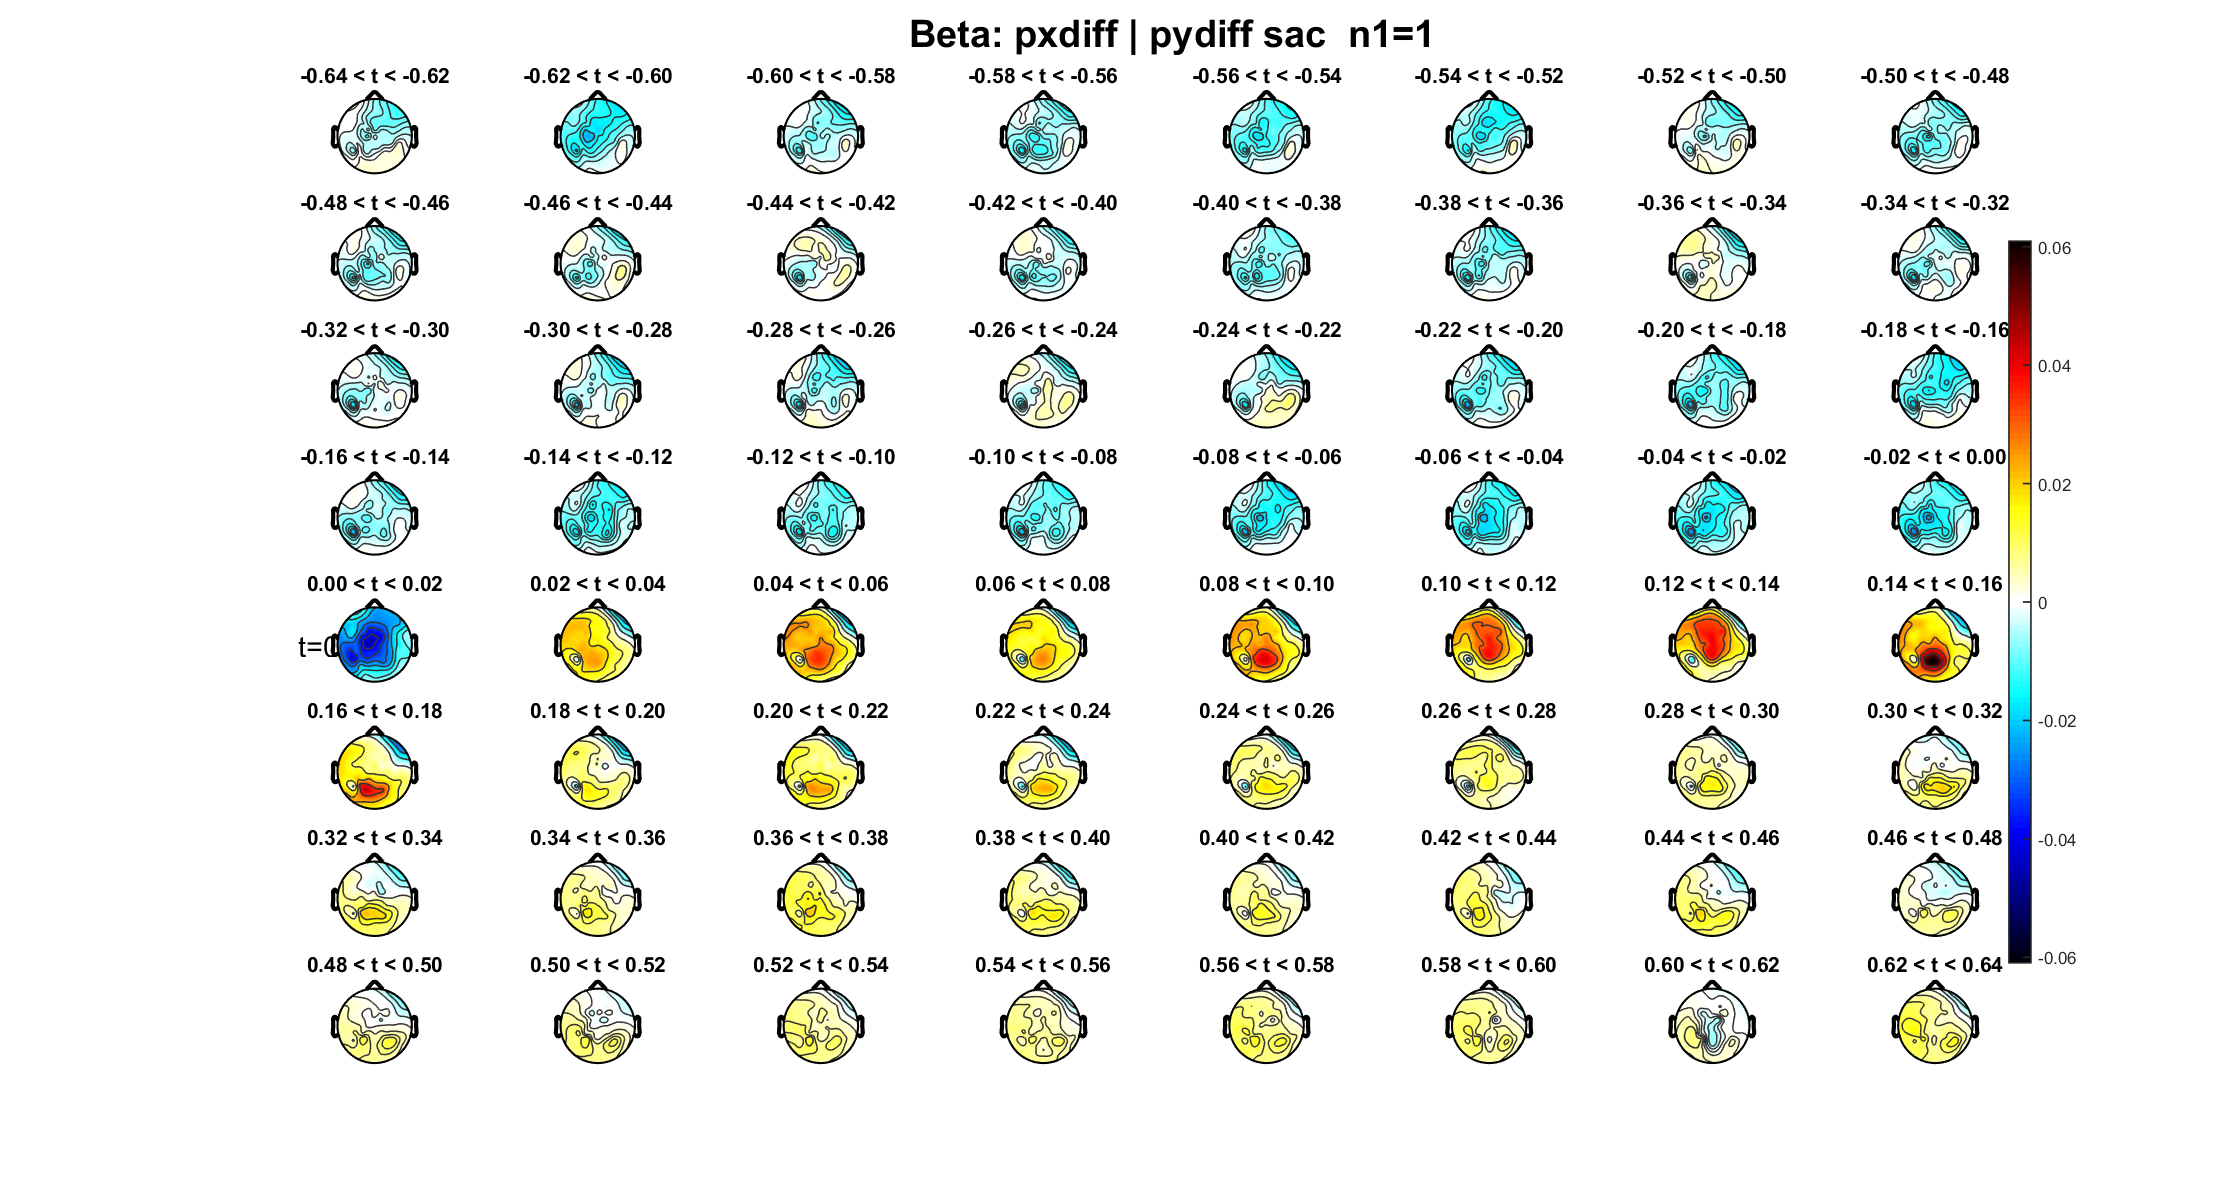 Beta: pxdiff | pydiff sac  n1=1
-0.64 < t < -0.62
-0.62 < t < -0.60
-0.60 < t < -0.58
-0.58 < t < -0.56
-0.56 < t < -0.54
-0.54 < t < -0.52
-0.52 < t < -0.50
-0.50 < t < -0.48
-0.48 < t < -0.46
-0.46 < t < -0.44
-0.44 < t < -0.42
-0.42 < t < -0.40
-0.40 < t < -0.38
-0.38 < t < -0.36
-0.36 < t < -0.34
-0.34 < t < -0.32
-0.32 < t < -0.30
-0.30 < t < -0.28
-0.28 < t < -0.26
-0.26 < t < -0.24
-0.24 < t < -0.22
-0.22 < t < -0.20
-0.20 < t < -0.18
-0.18 < t < -0.16
-0.16 < t < -0.14
-0.14 < t < -0.12
-0.12 < t < -0.10
-0.10 < t < -0.08
-0.08 < t < -0.06
-0.06 < t < -0.04
-0.04 < t < -0.02
-0.02 < t < 0.00
0.00 < t < 0.02
0.02 < t < 0.04
0.04 < t < 0.06
0.06 < t < 0.08
0.08 < t < 0.10
0.10 < t < 0.12
0.12 < t < 0.14
0.14 < t < 0.16
t=0
0.16 < t < 0.18
0.18 < t < 0.20
0.20 < t < 0.22
0.22 < t < 0.24
0.24 < t < 0.26
0.26 < t < 0.28
0.28 < t < 0.30
0.30 < t < 0.32
0.32 < t < 0.34
0.34 < t < 0.36
0.36 < t < 0.38
0.38 < t < 0.40
0.40 < t < 0.42
0.42 < t < 0.44
0.44 < t < 0.46
0.46 < t < 0.48
0.48 < t < 0.50
0.50 < t < 0.52
0.52 < t < 0.54
0.54 < t < 0.56
0.56 < t < 0.58
0.58 < t < 0.60
0.60 < t < 0.62
0.62 < t < 0.64
0.06
0.04
0.02
0
-0.02
-0.04
-0.06